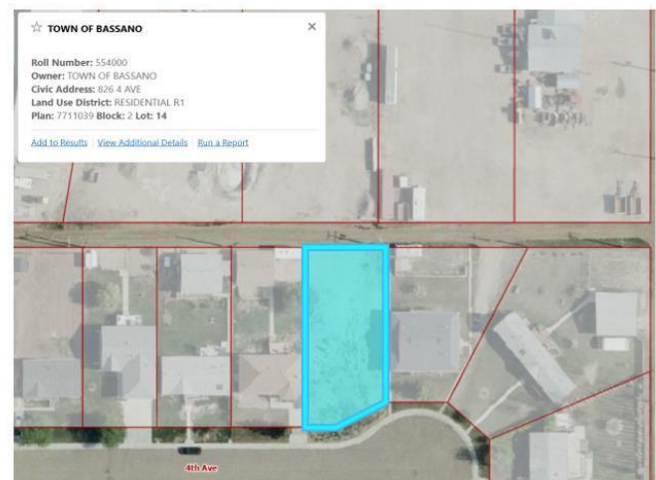 ☆ TOWN OF BASSANO ×
Roll Number: 554000
Owner: TOWN OF BASSANO
Civic Address: 826 4 AVE
Land Use District: RESIDENTIAL R1
Plan: 7711039 Block: 2 Lot: 14
Add to Results | View Additional Details | Run a Report
4th Ave